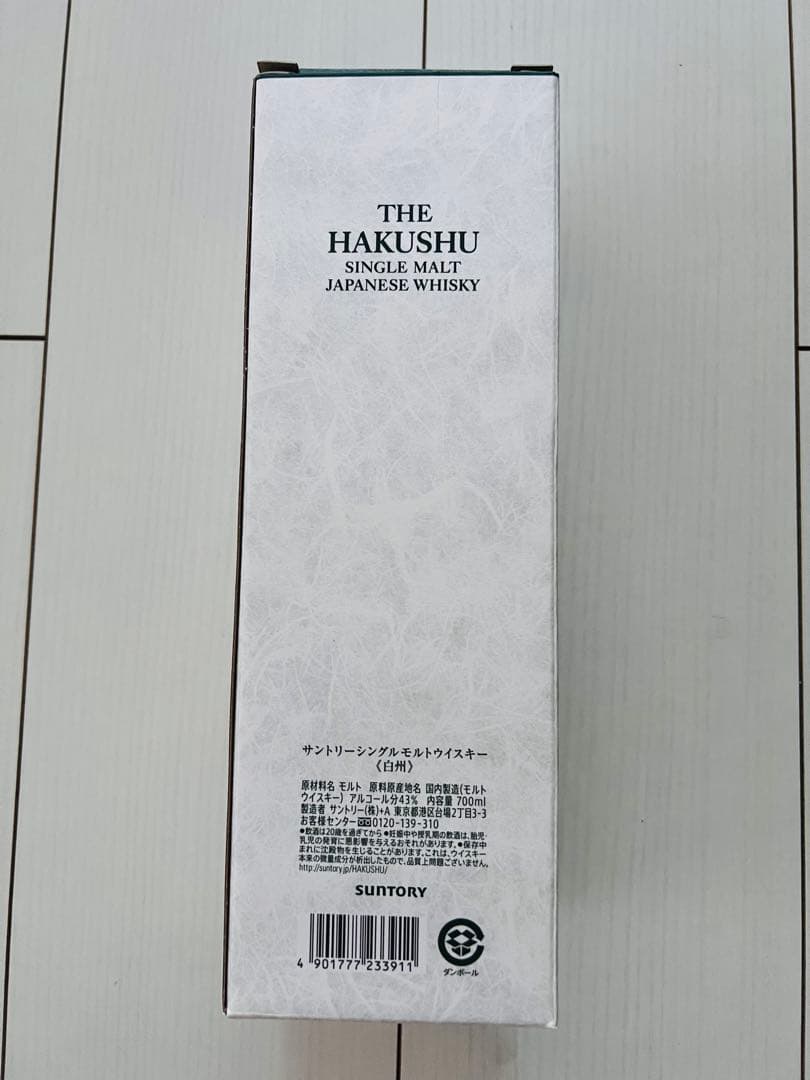 THE
HAKUSHU
SINGLE MALT
JAPANESE WHISKY
サントリーシングルモルトウイスキー
《白州》
原材料名 モルト 原料原産地名 国内製造(モルト
ウイスキー) アルコール分43% 内容量 700ml
製造者 サントリー(株)+A 東京都港区台場2丁目3-3
お客様センター 0120-139-310
●飲酒は20歳を過ぎてから ●妊娠中や授乳期の飲酒は、胎児・
乳児の発育に悪影響を与えるおそれがあります。●保存中
まれに沈殿物を生じることがあります。これは、ウイスキー
本来の微量成分が析出したもので、品質上問題ございません。
http://suntory.jp/HAKUSHU/
SUNTORY
4 901777 233911
ダンボール